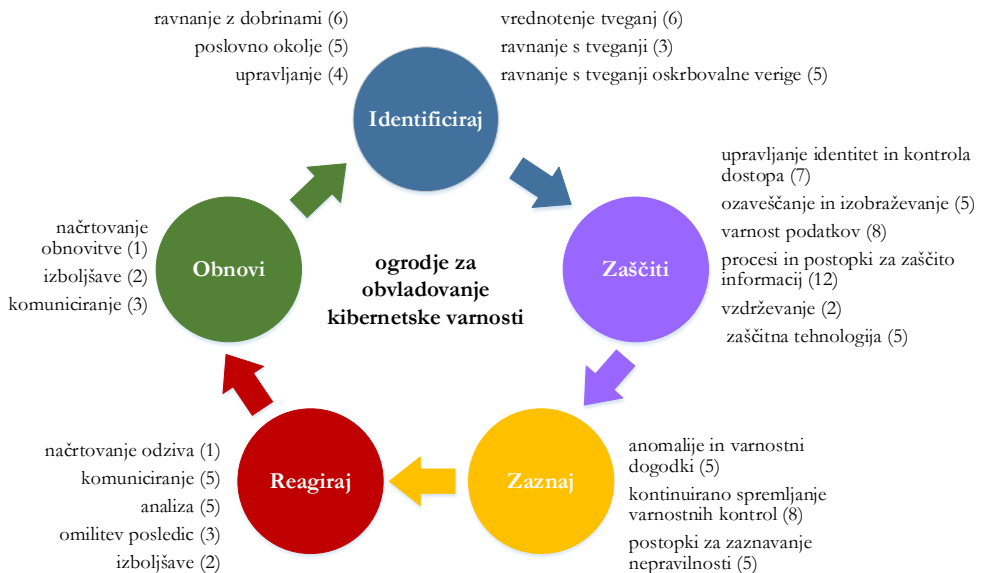 ravnanje z dobrinami (6)
poslovno okolje (5)
upravljanje (4)
vrednotenje tveganj (6)
ravnanje s tveganji (3)
ravnanje s tveganji oskrbovalne verige (5)
Identificiraj
upravljanje identitet in kontrola
dostopa (7)
ozaveščanje in izobraževanje (5)
varnost podatkov (8)
procesi in postopki za zaščito
informacij (12)
vzdrževanje (2)
zaščitna tehnologija (5)
Zaščiti
ogrodje za
obvladovanje
kibernetske varnosti
načrtovanje
obnovitve (1)
izboljšave (2)
komuniciranje (3)
Obnovi
anomalije in varnostni
dogodki (5)
kontinuirano spremljanje
varnostnih kontrol (8)
postopki za zaznavanje
nepravilnosti (5)
Zaznaj
Reagiraj
načrtovanje odziva (1)
komuniciranje (5)
analiza (5)
omilitev posledic (3)
izboljšave (2)